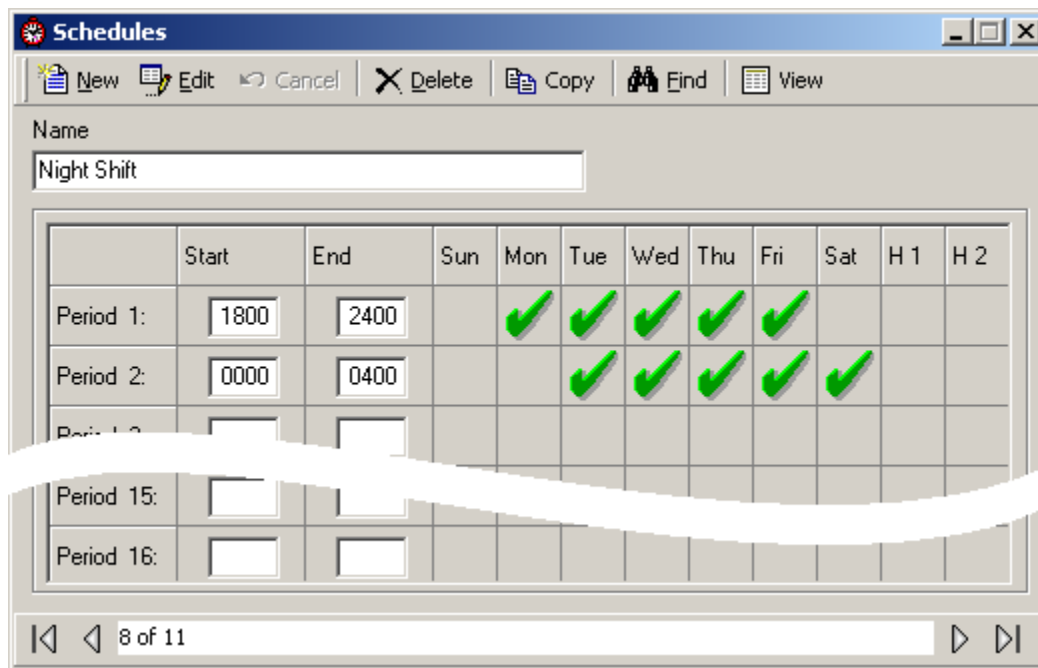 Schedules
New Edit Cancel Delete Copy Find View
Name
Night Shift
Start End Sun Mon Tue Wed Thu Fri Sat H 1 H 2
Period 1: 1800 2400
Period 2: 0000 0400
Period 15:
Period 16:
8 of 11